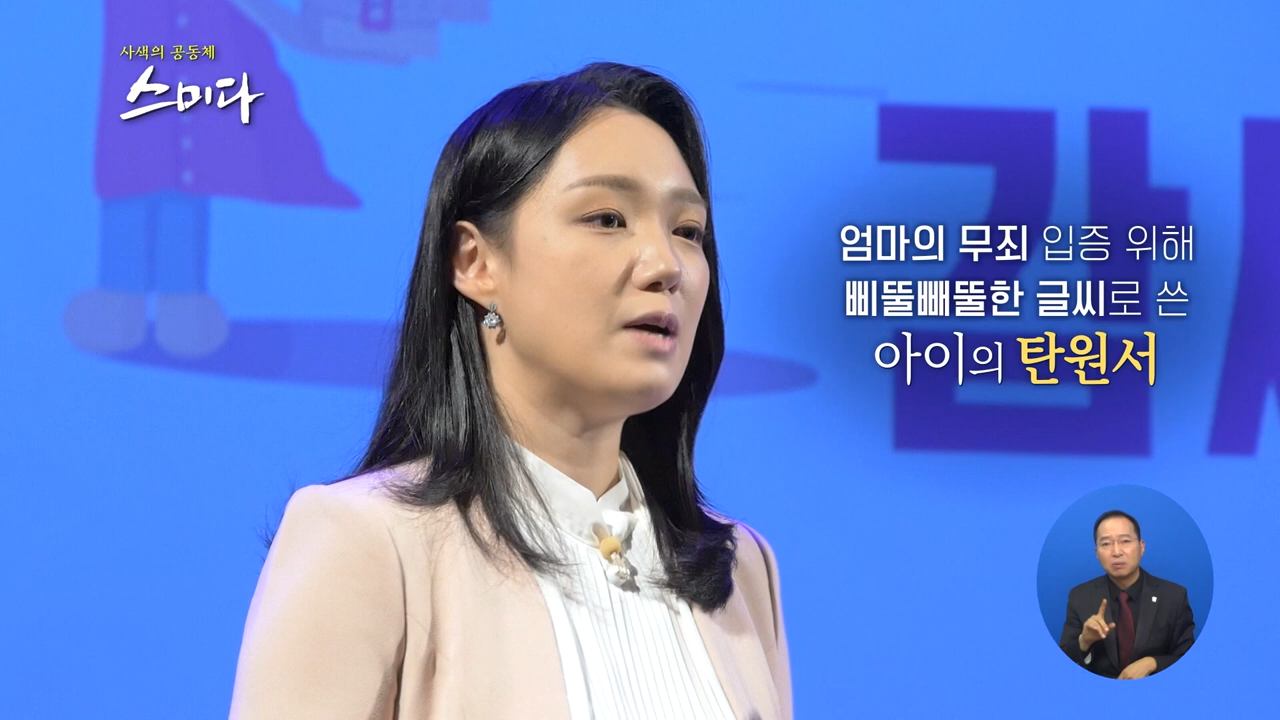 사색의 공동체
스미다
엄마의 무죄 입증 위해
삐뚤빼뚤한 글씨로 쓴
아이의 탄원서